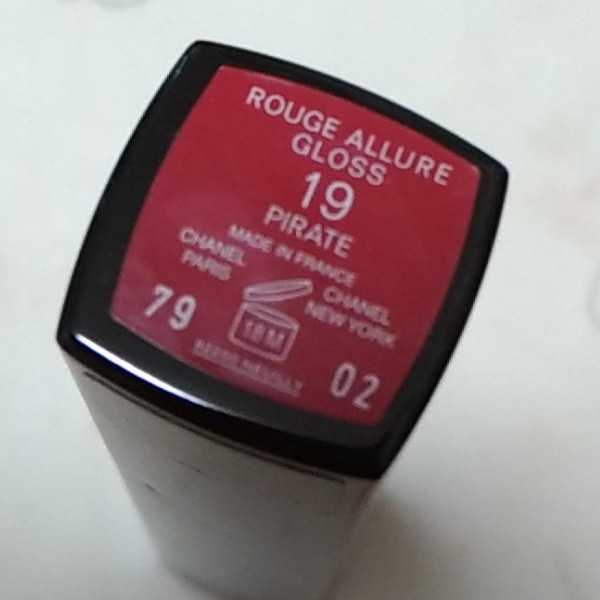 ROUGE ALLURE
GLOSS
19
PIRATE
MADE IN FRANCE
CHANEL
PARIS
CHANEL
NEW YORK
18M
79
02